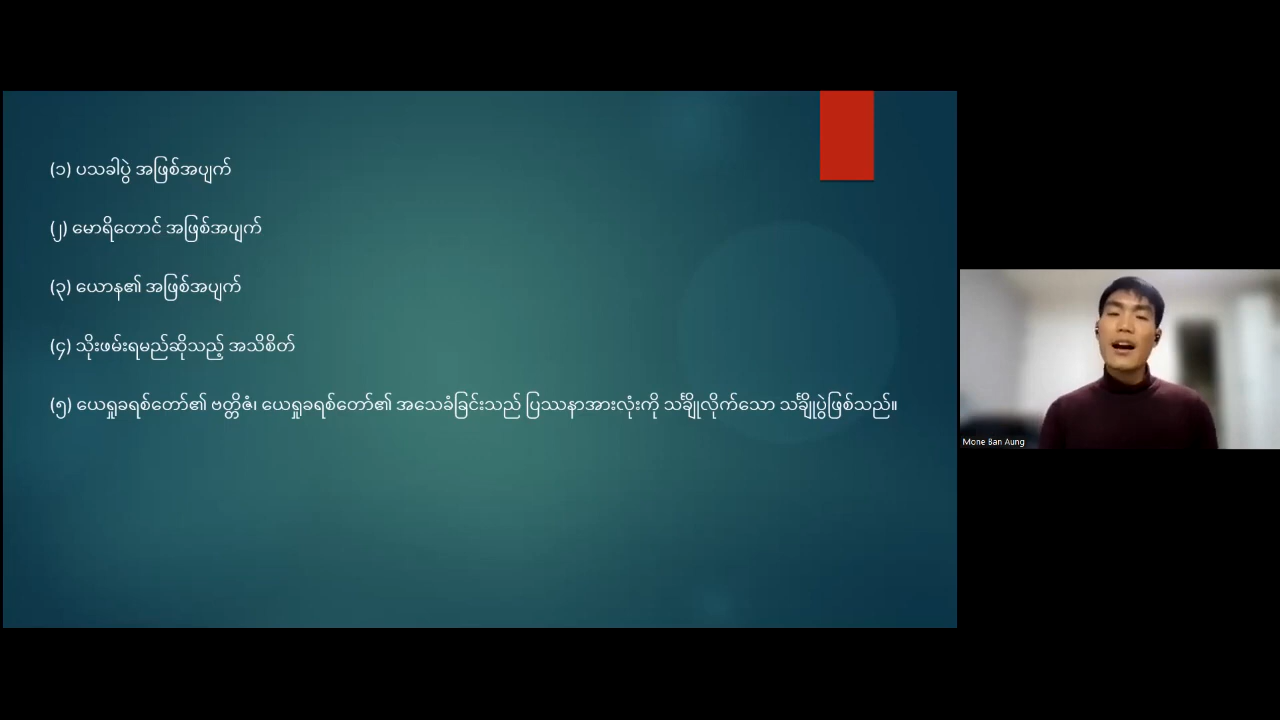 (၁) ပသခါပွဲ အဖြစ်အပျက်
(၂) မောရိတောင် အဖြစ်အပျက်
(၃) ယောန၏ အဖြစ်အပျက်
(၄) သိုးဖမ်းရမည်ဆိုသည့် အသိစိတ်
(၅) ယေရှုခရစ်တော်၏ ဗတ္တိဇံ၊ ယေရှုခရစ်တော်၏ အသေခံခြင်းသည် ပြဿနာအားလုံးကို သင်္ချိုလိုက်သော သင်္ချိုပွဲဖြစ်သည်။
Mone Ban Aung